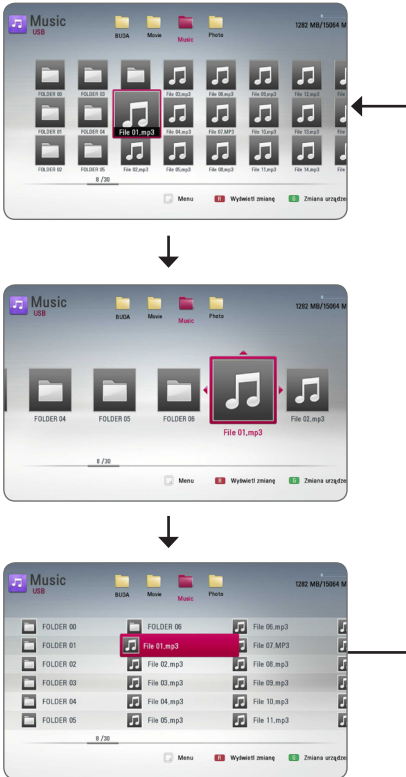 Music
USB
BUDA Movie Music Photo
1282 MB/15064 M
FOLDER 00 FOLDER 03 File 03.mp3 File 06.mp3 File 09.mp3 File 12.mp3 File
FOLDER 01 FOLDER 04 File 01.mp3 File 04.mp3 File 07.MP3 File 10.mp3 File 13.mp3 File
FOLDER 02 FOLDER 05 File 02.mp3 File 05.mp3 File 08.mp3 File 11.mp3 File 14.mp3 File
8 /30
Menu R Wyświetl zmianę G Zmiana urządze
Music
USB
BUDA Movie Music Photo
1282 MB/15064 M
FOLDER 04 FOLDER 05 FOLDER 06 File 01.mp3 File 02.mp3
8 /30
Menu R Wyświetl zmianę G Zmiana urządze
Music
USB
BUDA Movie Music Photo
1282 MB/15064 M
FOLDER 00 FOLDER 06 File 06.mp3
FOLDER 01 File 01.mp3 File 07.MP3
FOLDER 02 File 02.mp3 File 08.mp3
FOLDER 03 File 03.mp3 File 09.mp3
FOLDER 04 File 04.mp3 File 10.mp3
FOLDER 05 File 05.mp3 File 11.mp3
8 /30
Menu R Wyświetl zmianę G Zmiana urządze